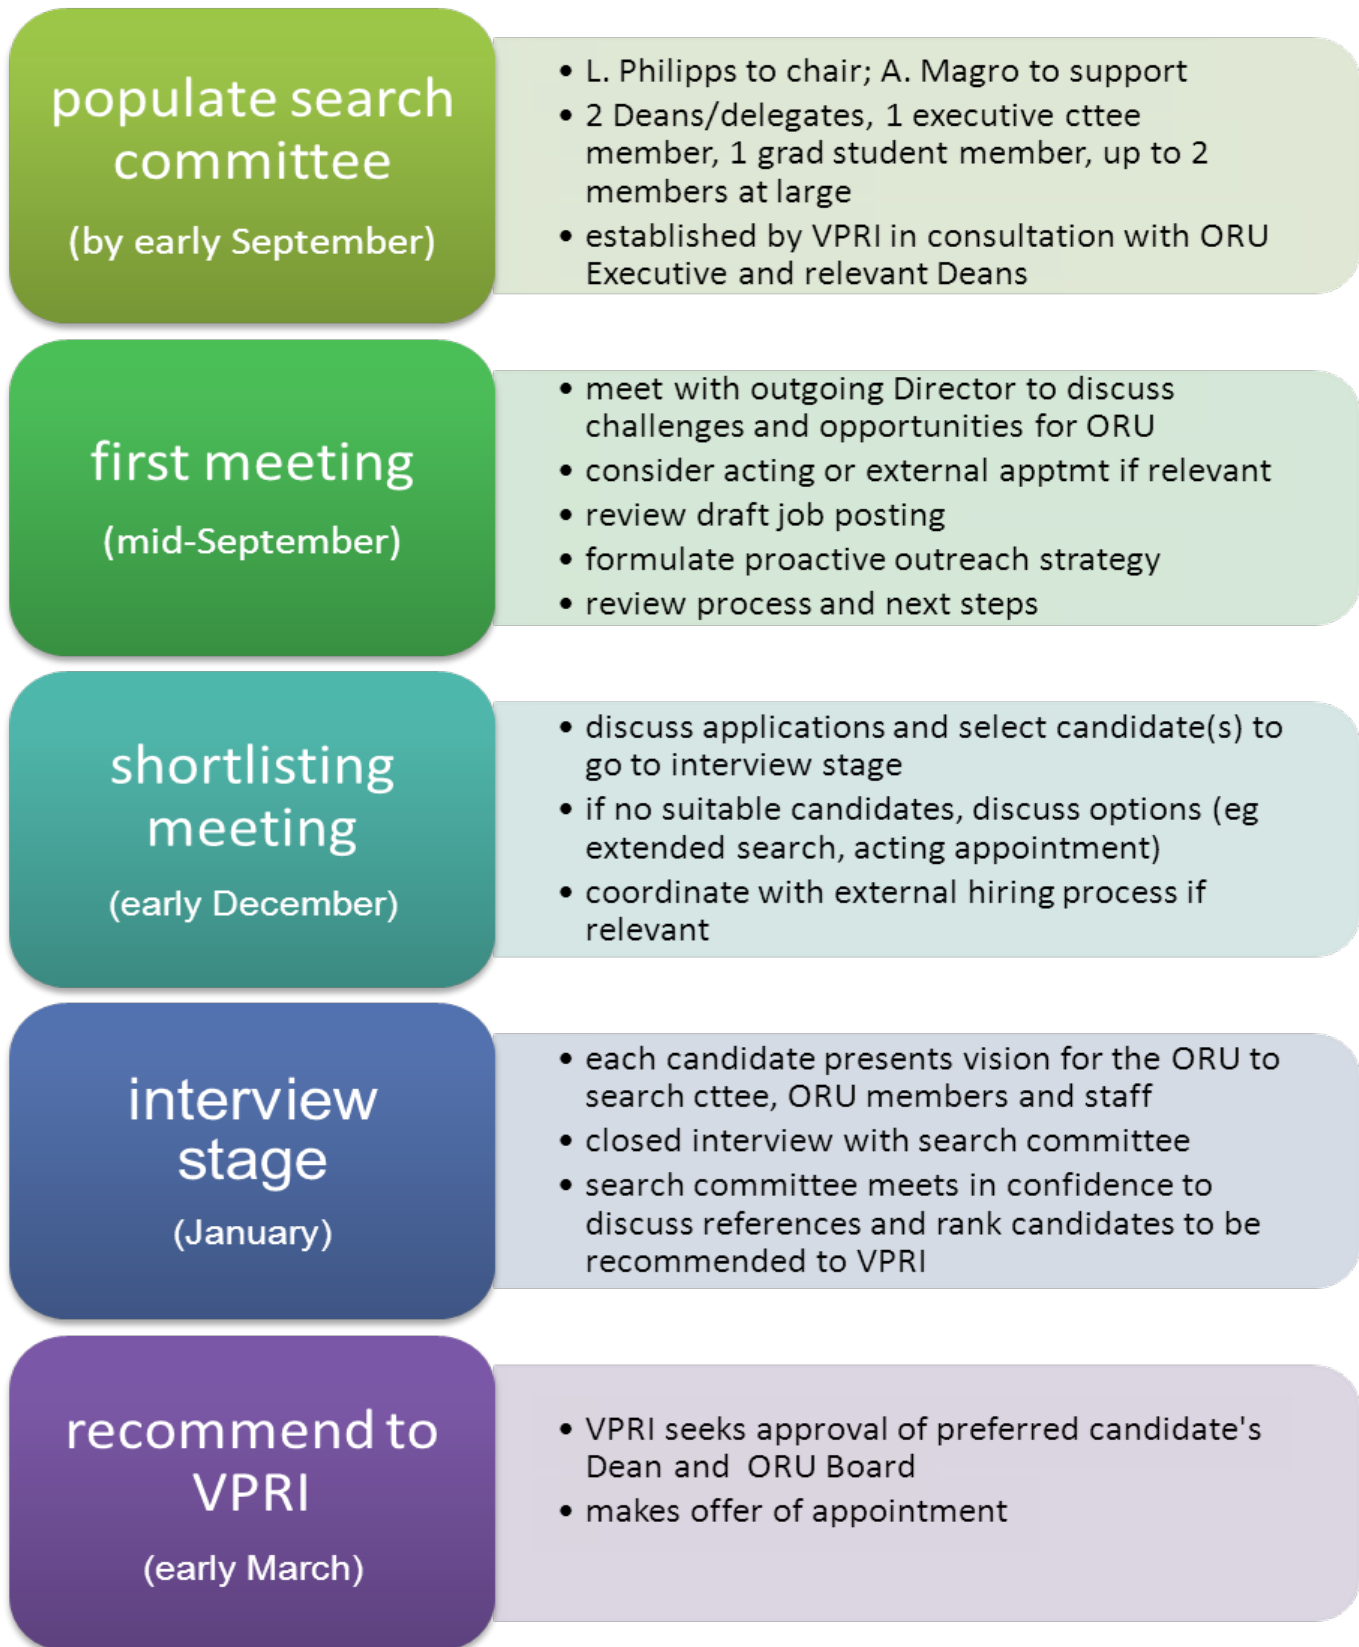 populate search
committee
(by early September)
• L. Philipps to chair; A. Magro to support
• 2 Deans/delegates, 1 executive cttee
member, 1 grad student member, up to 2
members at large
• established by VPRI in consultation with ORU
Executive and relevant Deans
first meeting
(mid-September)
• meet with outgoing Director to discuss
challenges and opportunities for ORU
• consider acting or external apptmt if relevant
• review draft job posting
• formulate proactive outreach strategy
• review process and next steps
shortlisting
meeting
(early December)
• discuss applications and select candidate(s) to
go to interview stage
• if no suitable candidates, discuss options (eg
extended search, acting appointment)
• coordinate with external hiring process if
relevant
interview
stage
(January)
• each candidate presents vision for the ORU to
search cttee, ORU members and staff
• closed interview with search committee
• search committee meets in confidence to
discuss references and rank candidates to be
recommended to VPRI
recommend to
VPRI
(early March)
• VPRI seeks approval of preferred candidate's
Dean and ORU Board
• makes offer of appointment